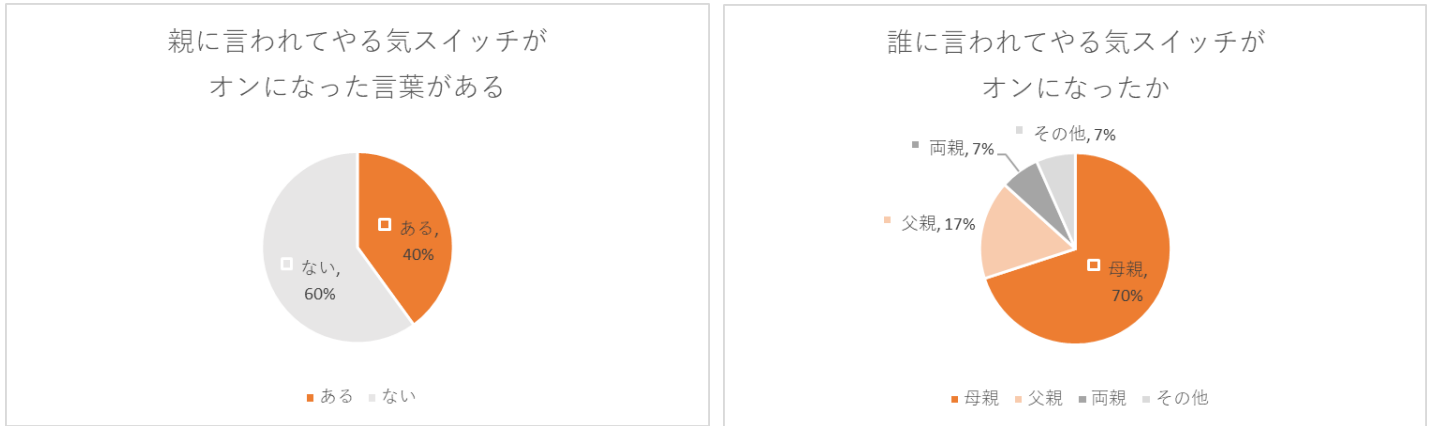 親に言われてやる気スイッチが
オンになった言葉がある
ある,
40%
ない,
60%
ある ない
誰に言われてやる気スイッチが
オンになったか
その他, 7%
両親, 7%
父親, 17%
母親,
70%
母親 父親 両親 その他